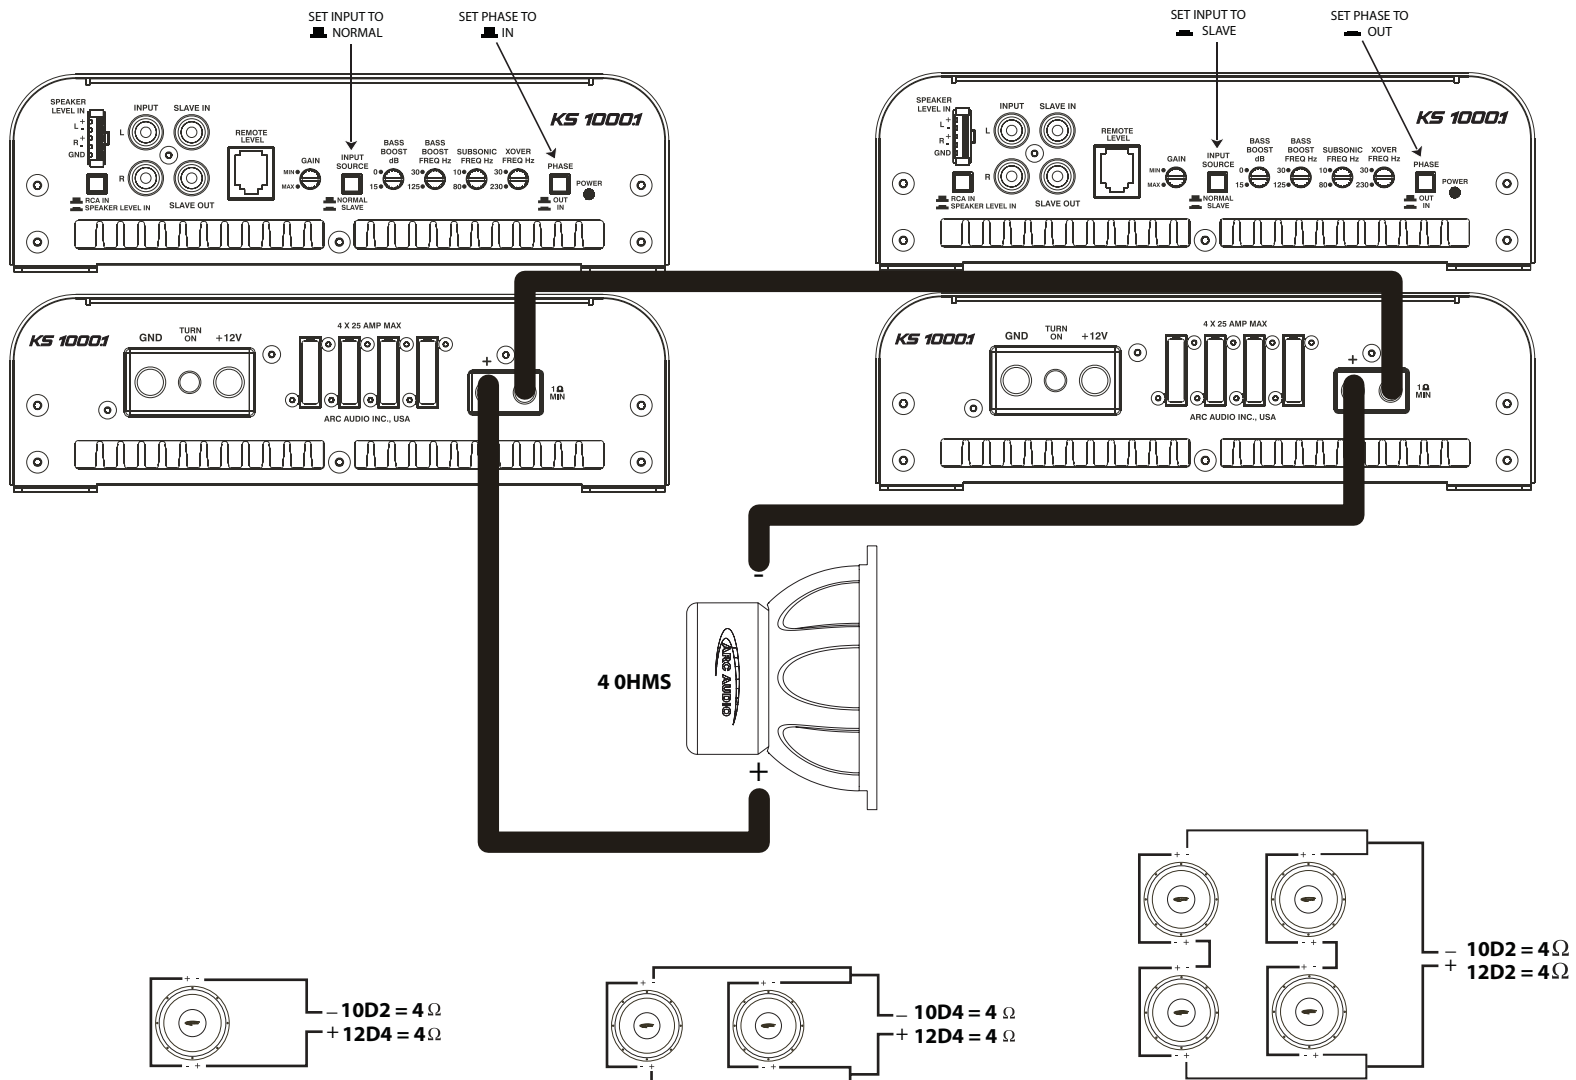 SET INPUT TO
NORMAL
SET PHASE TO
IN
SET INPUT TO
SLAVE
SET PHASE TO
OUT
SPEAKER
LEVEL IN
+
L
-
+
R
-
GND
INPUT
SLAVE IN
L
R
SLAVE OUT
REMOTE
LEVEL
RCA IN
SPEAKER LEVEL IN
GAIN
MIN
MAX
INPUT
SOURCE
NORMAL
SLAVE
BASS
BOOST
dB
0
15
BASS
BOOST
FREQ Hz
30
125
SUBSONIC
FREQ Hz
10
80
XOVER
FREQ Hz
30
230
KS 1000.1
PHASE
OUT
IN
POWER
SPEAKER
LEVEL IN
+
L
-
+
R
-
GND
INPUT
SLAVE IN
L
R
SLAVE OUT
REMOTE
LEVEL
RCA IN
SPEAKER LEVEL IN
GAIN
MIN
MAX
INPUT
SOURCE
NORMAL
SLAVE
BASS
BOOST
dB
0
15
BASS
BOOST
FREQ Hz
30
125
SUBSONIC
FREQ Hz
10
80
XOVER
FREQ Hz
30
230
KS 1000.1
PHASE
OUT
IN
POWER
KS 1000.1
GND
TURN
ON
+12V
4 X 25 AMP MAX
ARC AUDIO INC., USA
+
1Ω
MIN
KS 1000.1
GND
TURN
ON
+12V
4 X 25 AMP MAX
ARC AUDIO INC., USA
+
1Ω
MIN
-
4 0HMS
ARC AUDIO
+
+ -
- +
– 10D2 = 4 Ω
+ 12D4 = 4Ω
+ -
+ -
- +
- +
– 10D4 = 4 Ω
+ 12D4 = 4 Ω
+ -
+ -
- +
- +
+ -
+ -
- +
- +
– 10D2 = 4Ω
+ 12D2 = 4Ω